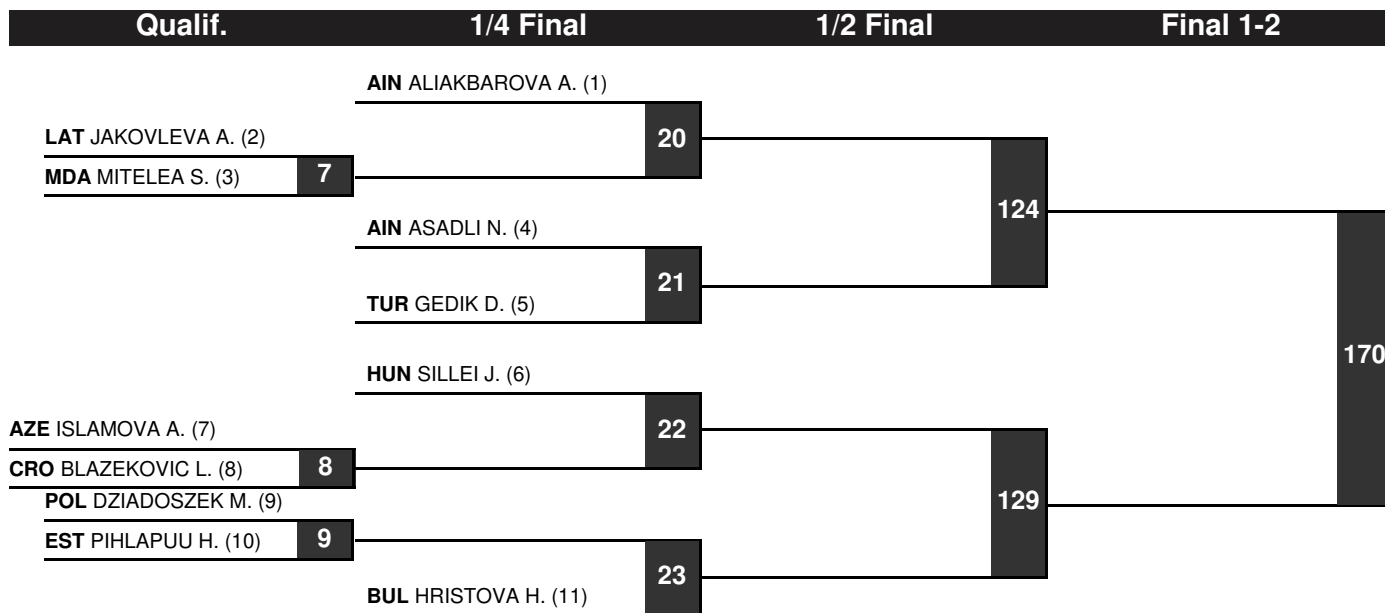 Qualif. 1/4 Final 1/2 Final Final 1-2
AIN ALIAKBAROVA A. (1)
20
LAT JAKOVLEVA A. (2)
MDA MITELEA S. (3)
7
124
AIN ASADLI N. (4)
21
TUR GEDIK D. (5)
170
HUN SILLEI J. (6)
22
AZE ISLAMOVA A. (7)
CRO BLAZEKOVIC L. (8)
8
POL DZIADOSZEK M. (9)
129
EST PIHLAPUU H. (10)
9
23
BUL HRISTOVA H. (11)